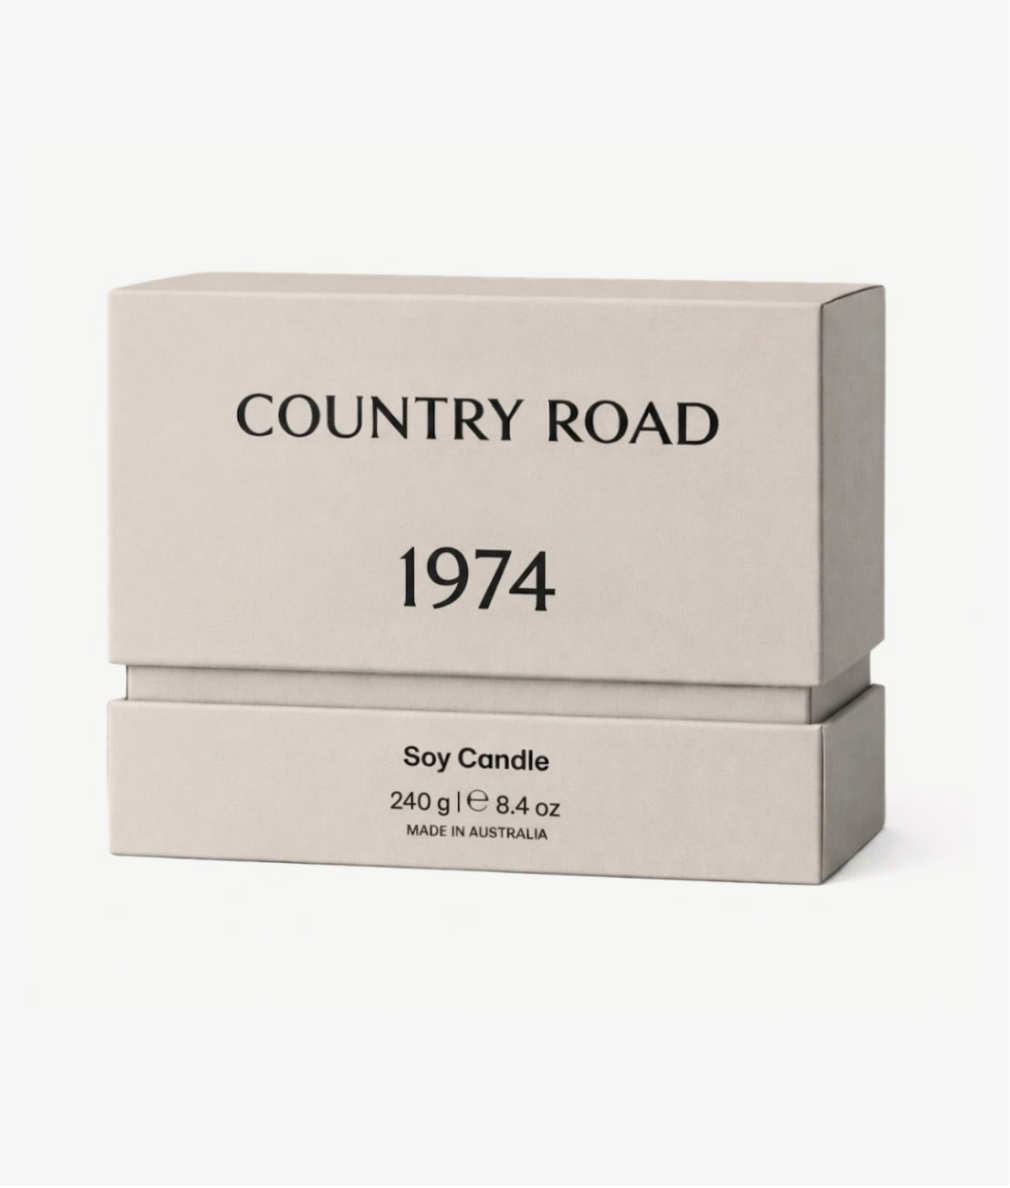 COUNTRY ROAD
1974
Soy Candle
240 g | ℮ 8.4 oz
MADE IN AUSTRALIA